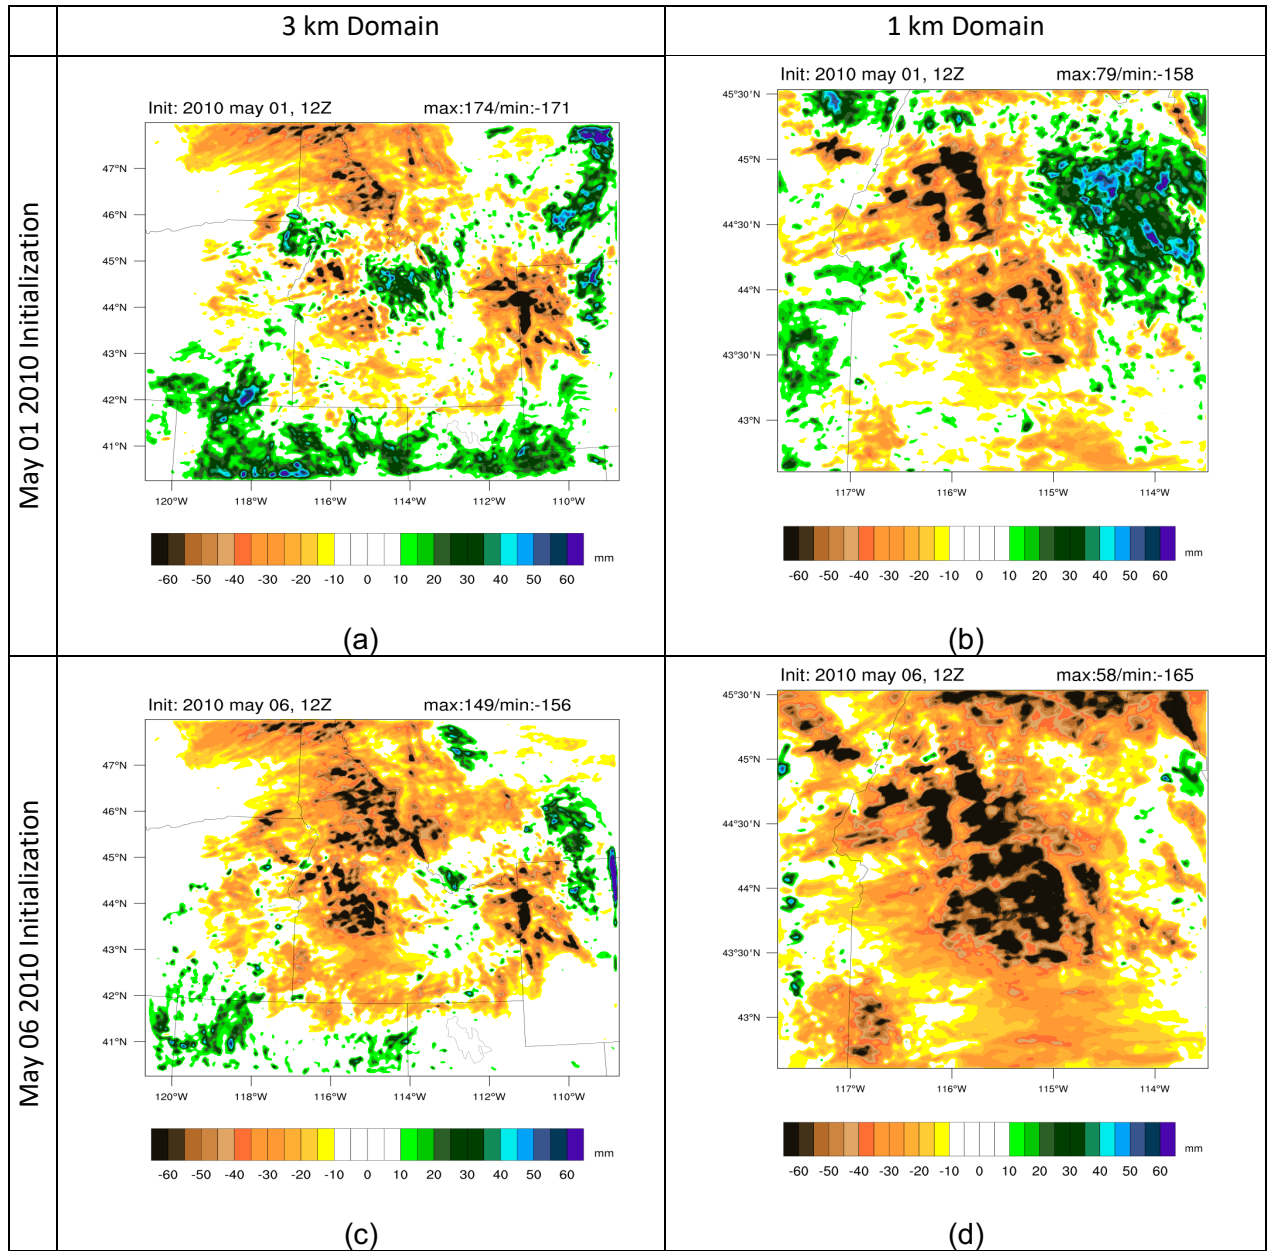 3 km Domain
1 km Domain
May 01 2010 Initialization
Init: 2010 may 01, 12Z max:174/min:-171
47°N
46°N
45°N
44°N
43°N
42°N
41°N
120°W 118°W 116°W 114°W 112°W 110°W
-60 -50 -40 -30 -20 -10 0 10 20 30 40 50 60 mm
(a)
Init: 2010 may 01, 12Z max:79/min:-158
45°30'N
45°N
44°30'N
44°N
43°30'N
43°N
117°W 116°W 115°W 114°W
-60 -50 -40 -30 -20 -10 0 10 20 30 40 50 60 mm
(b)
May 06 2010 Initialization
Init: 2010 may 06, 12Z max:149/min:-156
47°N
46°N
45°N
44°N
43°N
42°N
41°N
120°W 118°W 116°W 114°W 112°W 110°W
-60 -50 -40 -30 -20 -10 0 10 20 30 40 50 60 mm
(c)
Init: 2010 may 06, 12Z max:58/min:-165
45°30'N
45°N
44°30'N
44°N
43°30'N
43°N
117°W 116°W 115°W 114°W
-60 -50 -40 -30 -20 -10 0 10 20 30 40 50 60 mm
(d)